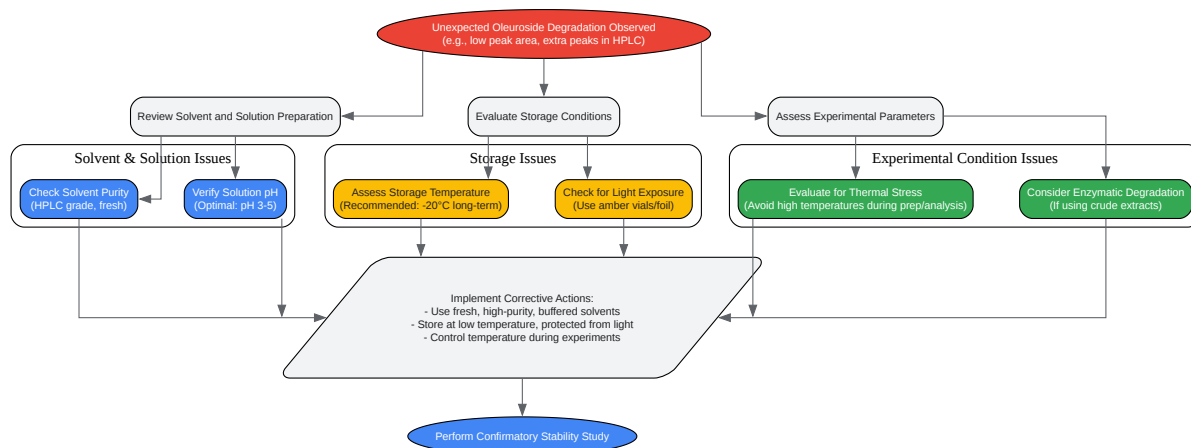 Unexpected Oleuroside Degradation Observed
(e.g., low peak area, extra peaks in HPLC)
Review Solvent and Solution Preparation
Evaluate Storage Conditions
Assess Experimental Parameters
Solvent & Solution Issues
Storage Issues
Experimental Condition Issues
Check Solvent Purity
(HPLC grade, fresh)
Verify Solution pH
(Optimal: pH 3-5)
Assess Storage Temperature
(Recommended: -20°C long-term)
Check for Light Exposure
(Use amber vials/foil)
Evaluate for Thermal Stress
(Avoid high temperatures during prep/analysis)
Consider Enzymatic Degradation
(If using crude extracts)
Implement Corrective Actions:
- Use fresh, high-purity, buffered solvents
- Store at low temperature, protected from light
- Control temperature during experiments
Perform Confirmatory Stability Study